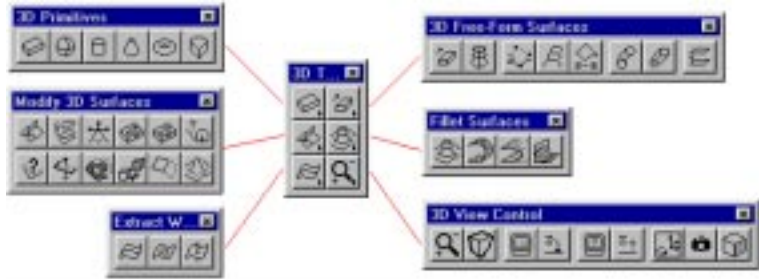 3D Primitives
3D Free-Form Surfaces
3D T...
Modify 3D Surfaces
Fillet Surfaces
Extract W...
3D View Control